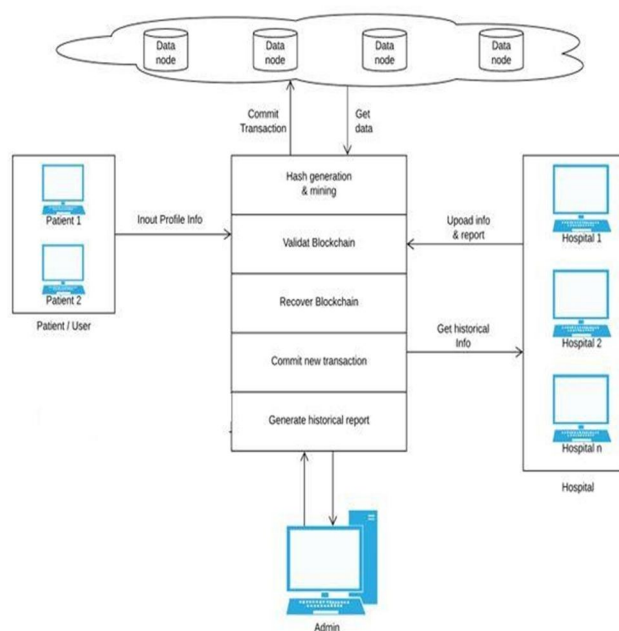 Data
node
Data
node
Data
node
Data
node
Commit
Transaction
Get
data
Patient 1
Patient 2
Patient / User
Inout Profile Info
Hash generation
& mining
Validat Blockchain
Recover Blockchain
Commit new transaction
Generate historical report
Upoad info
& report
Get historical
Info
Hospital 1
Hospital 2
Hospital n
Hospital
Admin